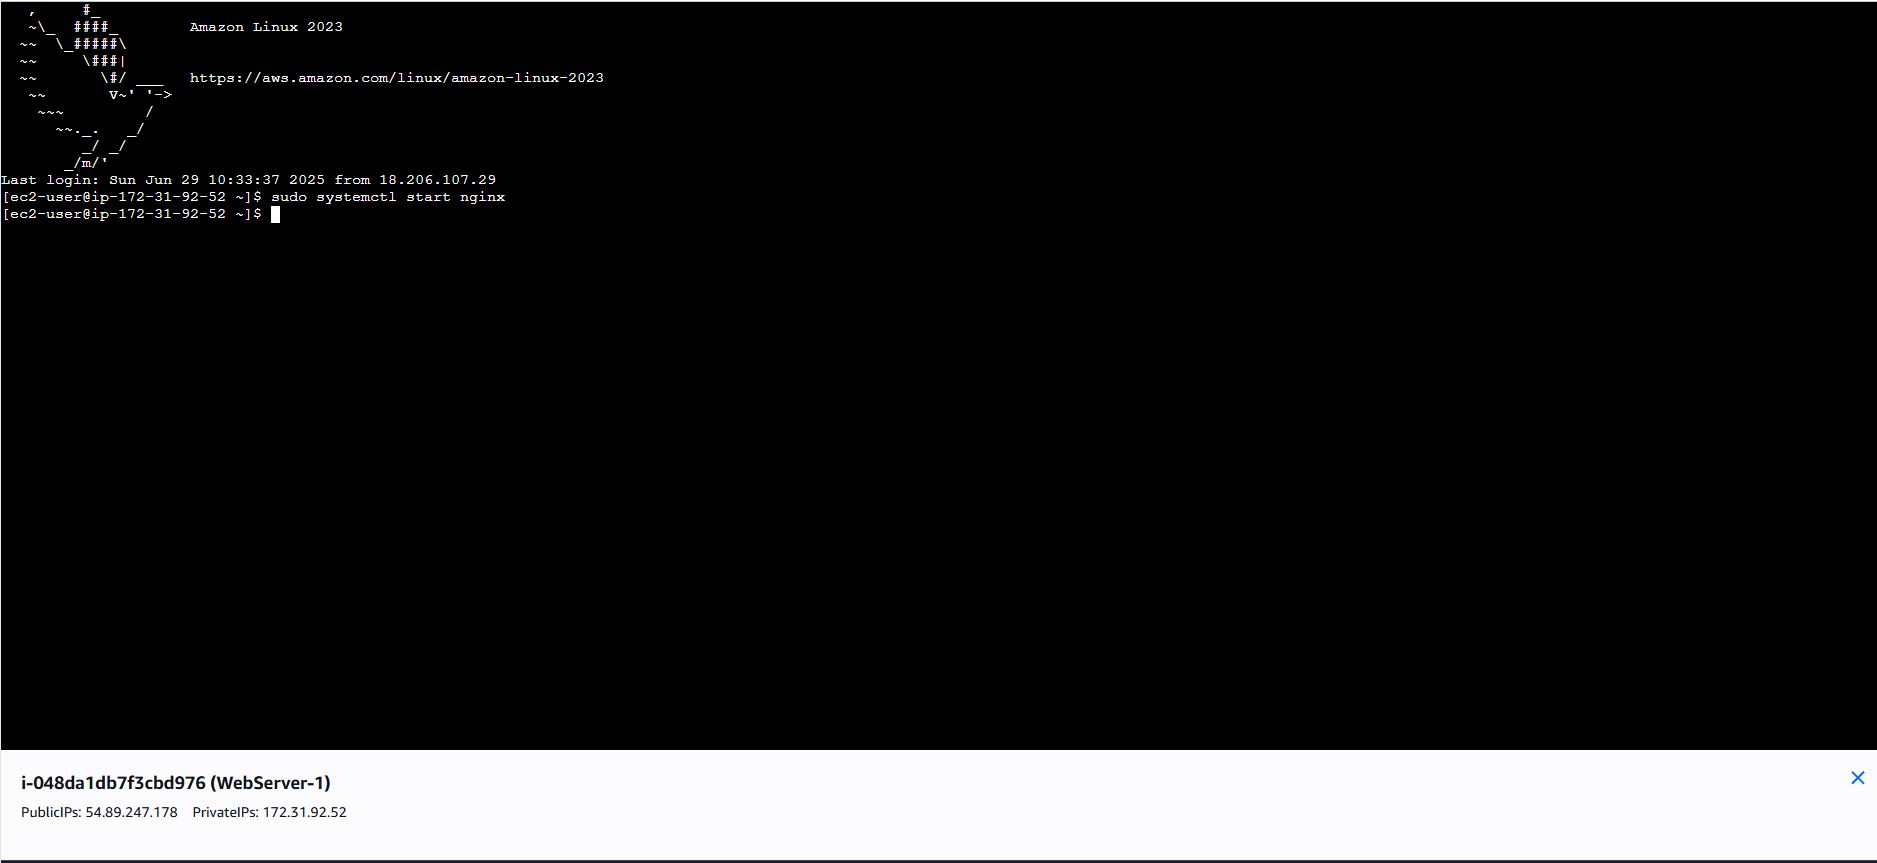 ,     #_
   ~\_  ####_        Amazon Linux 2023
  ~~  \_#####\
  ~~     \###|
  ~~       \#/ ___   https://aws.amazon.com/linux/amazon-linux-2023
   ~~       V~' '->
    ~~~         /
      ~~._.   _/
         _/ _/
       _/m/'
Last login: Sun Jun 29 10:33:37 2025 from 18.206.107.29
[ec2-user@ip-172-31-92-52 ~]$ sudo systemctl start nginx
[ec2-user@ip-172-31-92-52 ~]$
i-048da1db7f3cbd976 (WebServer-1)
PublicIPs: 54.89.247.178    PrivateIPs: 172.31.92.52